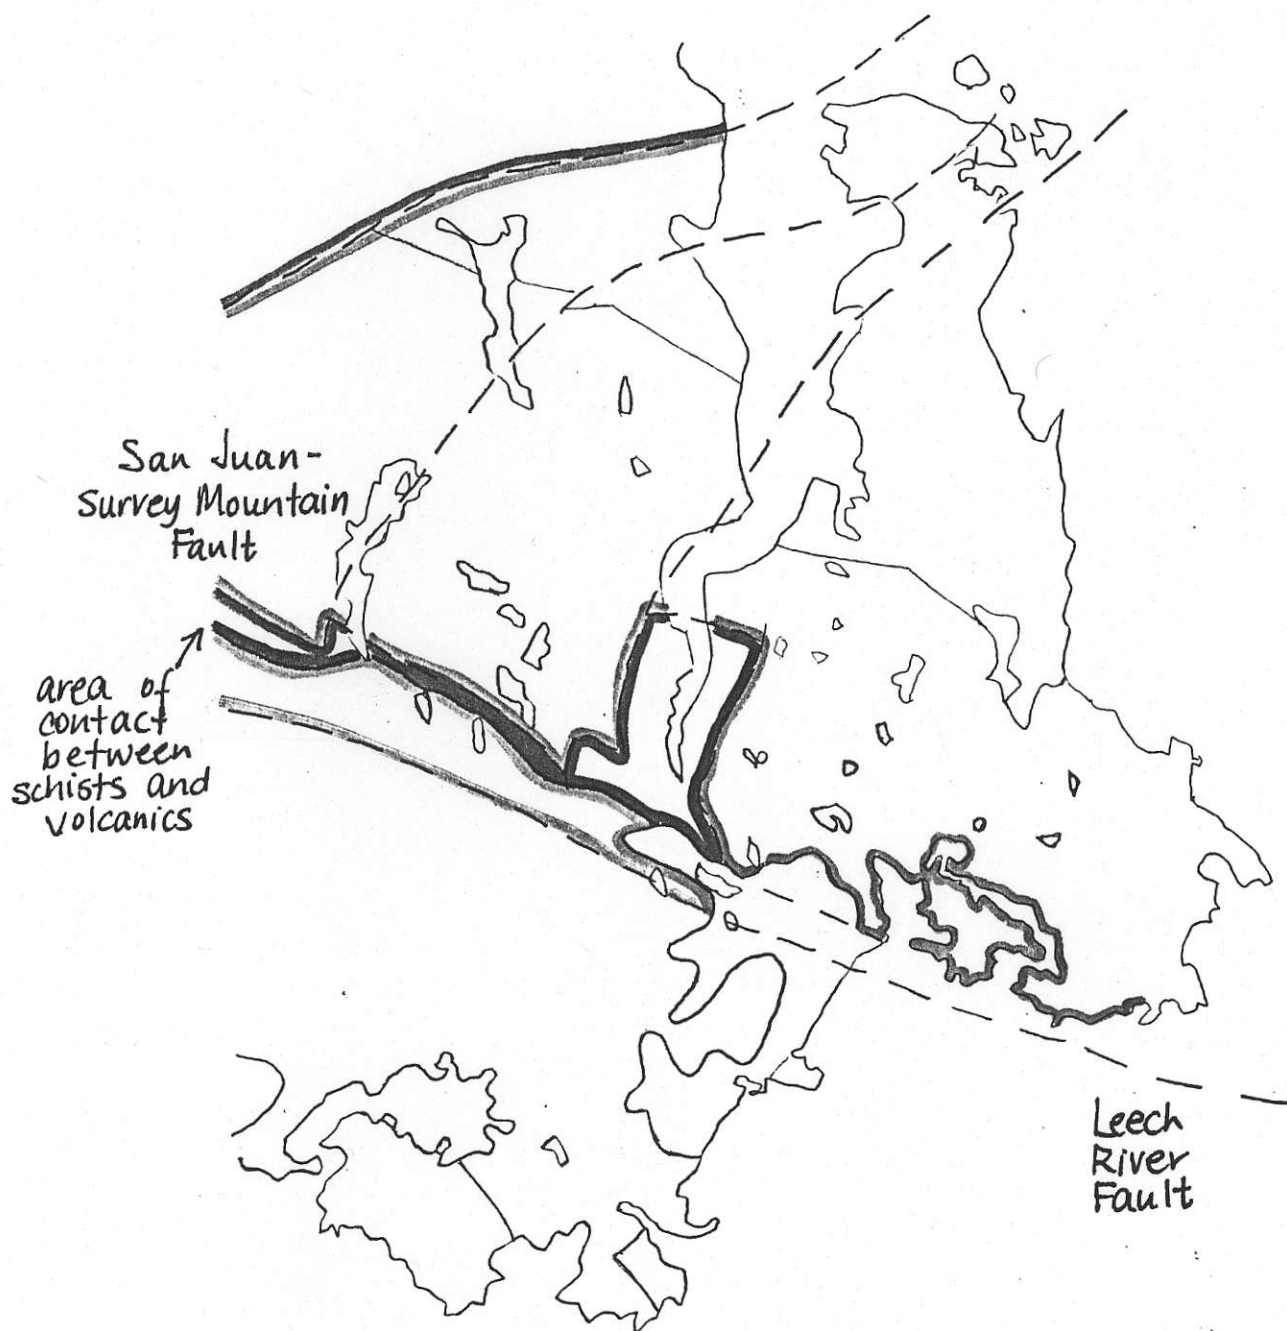 San Juan-
Survey Mountain
Fault
area of
contact
between
schists and
volcanics
Leech
River
Fault